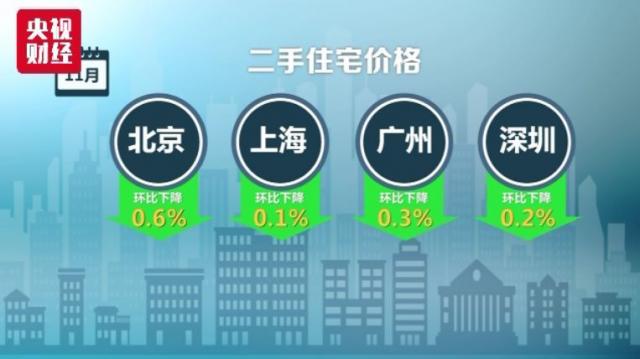 央视
财经
11月
二手住宅价格
北京
上海
广州
深圳
环比下降
环比下降
环比下降
环比下降
0.6%
0.1%
0.3%
0.2%